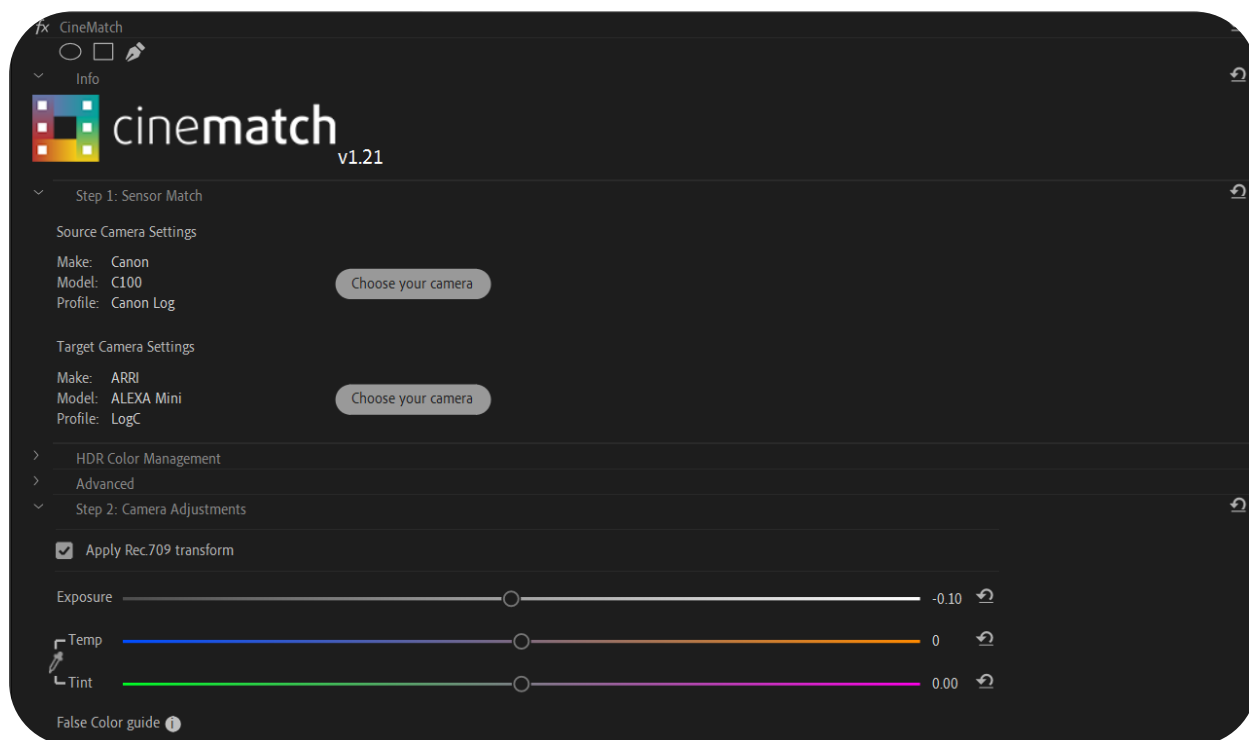 fx CineMatch
Info
cinematch
v1.21
Step 1: Sensor Match
Source Camera Settings
Make: Canon
Model: C100
Profile: Canon Log
Choose your camera
Target Camera Settings
Make: ARRI
Model: ALEXA Mini
Profile: LogC
Choose your camera
HDR Color Management
Advanced
Step 2: Camera Adjustments
Apply Rec.709 transform
Exposure -0.10
Temp 0
Tint 0.00
False Color guide i